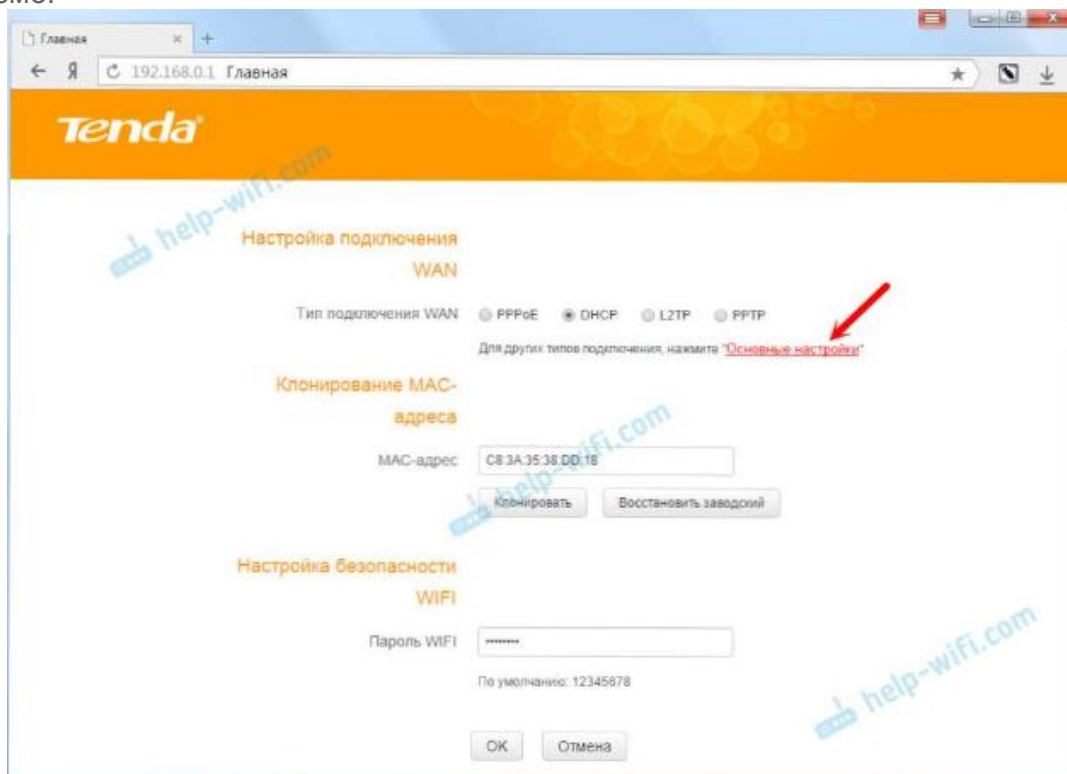 Главная
192.168.0.1 Главная
Tenda
help-wifi.com
Настройка подключения
WAN
Тип подключения WAN PPPoE DHCP L2TP PPTP
Для других типов подключения, нажмите "Основные настройки"
Клонирование MAC-
адреса
MAC-адрес C8:3A:35:38:DD:18
help-wifi.com
Клонировать Восстановить заводский
Настройка безопасности
WIFI
Пароль WIFI ••••••••
По умолчанию: 12345678
help-wifi.com
OK Отмена